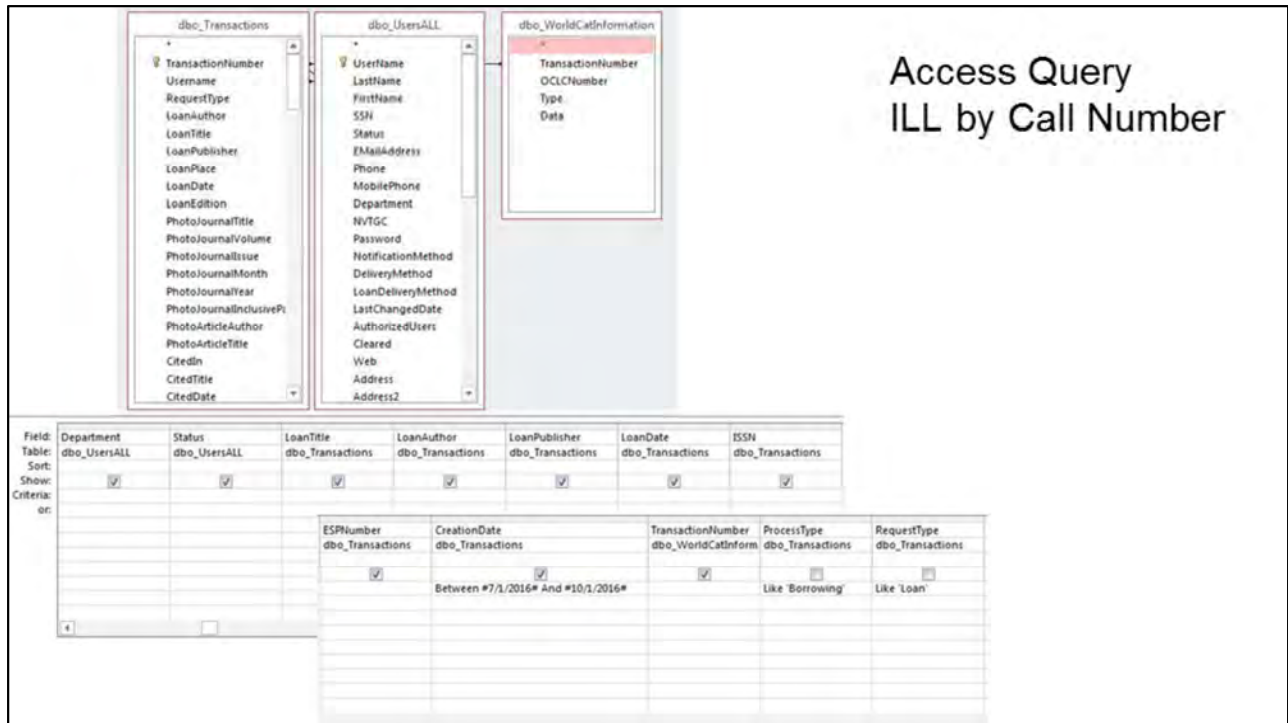 dbo_Transactions
*
TransactionNumber
Username
RequestType
LoanAuthor
LoanTitle
LoanPublisher
LoanPlace
LoanDate
LoanEdition
PhotoJournalTitle
PhotoJournalVolume
PhotoJournalIssue
PhotoJournalMonth
PhotoJournalYear
PhotoJournalInclusivePa
PhotoArticleAuthor
PhotoArticleTitle
CitedIn
CitedTitle
CitedDate
dbo_UsersALL
*
UserName
LastName
FirstName
SSN
Status
EMailAddress
Phone
MobilePhone
Department
NVTGC
Password
NotificationMethod
DeliveryMethod
LoanDeliveryMethod
LastChangedDate
AuthorizedUsers
Cleared
Web
Address
Address2
dbo_WorldCatInformation
*
TransactionNumber
OCLCNumber
Type
Data
Access Query
ILL by Call Number
Field: Department Status LoanTitle LoanAuthor LoanPublisher LoanDate ISSN
Table: dbo_UsersALL dbo_UsersALL dbo_Transactions dbo_Transactions dbo_Transactions dbo_Transactions dbo_Transactions
Sort:
Show:
Criteria:
or:
ESPNumber CreationDate TransactionNumber ProcessType RequestType
dbo_Transactions dbo_Transactions dbo_WorldCatInform dbo_Transactions dbo_Transactions
Between #7/1/2016# And #10/1/2016# Like 'Borrowing' Like 'Loan'